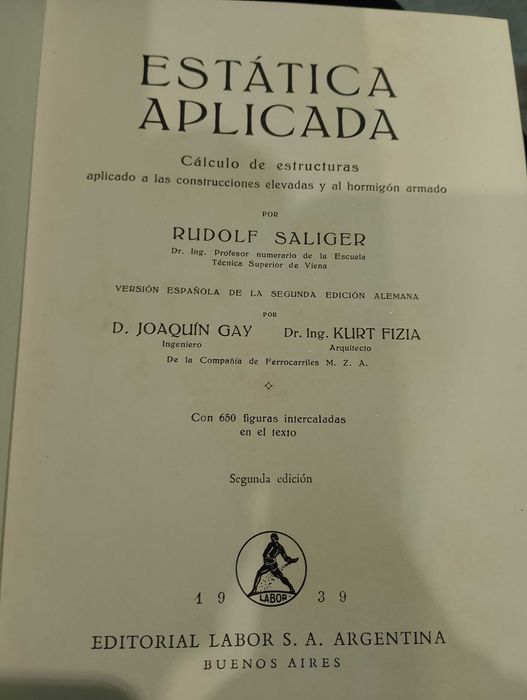 ESTÁTICA
APLICADA
Cálculo de estructuras
aplicado a las construcciones elevadas y al hormigón armado
POR
RUDOLF SALIGER
Dr. Ing. Profesor numerario de la Escuela
Técnica Superior de Viena
VERSIÓN ESPAÑOLA DE LA SEGUNDA EDICIÓN ALEMANA
POR
D. JOAQUÍN GAY Dr. Ing. KURT FIZIA
Ingeniero Arquitecto
De la Compañía de Ferrocarriles M. Z. A.
Con 650 figuras intercaladas
en el texto
Segunda edición
LABOR
1939
EDITORIAL LABOR S. A. ARGENTINA
BUENOS AIRES